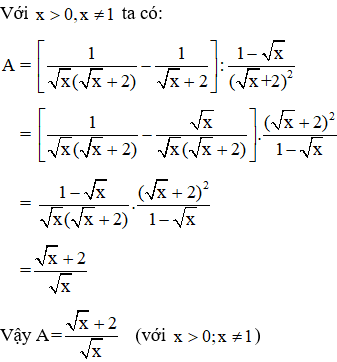 Với x > 0, x ≠ 1 ta có:
A = [1/(√x(√x + 2)) − 1/(√x + 2)] : (1 − √x)/(√x+2)²
= [1/(√x(√x + 2)) − √x/(√x(√x + 2))] . (√x + 2)²/(1 − √x)
= (1 − √x)/(√x(√x + 2)) . (√x + 2)²/(1 − √x)
= (√x + 2)/√x
Vậy A = (√x + 2)/√x (với x > 0; x ≠ 1)